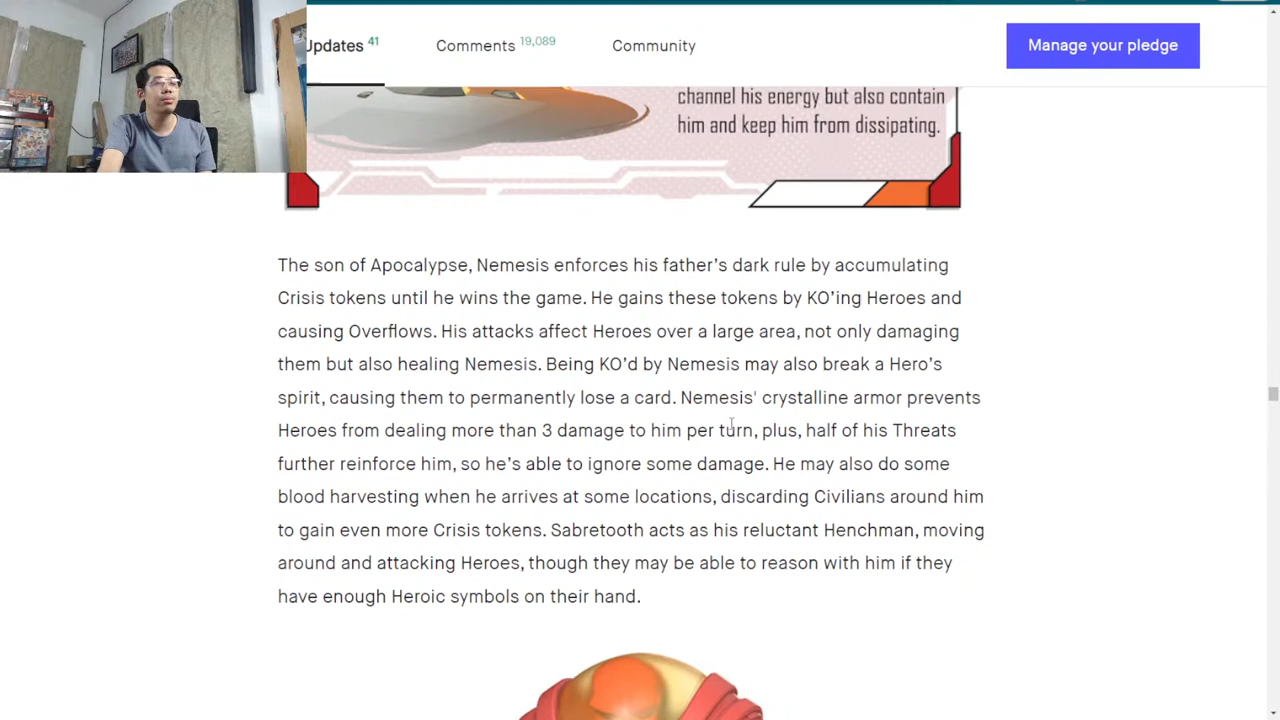 Updates 41
Comments 19,089
Community
Manage your pledge
channel his energy but also contain
him and keep him from dissipating.
The son of Apocalypse, Nemesis enforces his father’s dark rule by accumulating
Crisis tokens until he wins the game. He gains these tokens by KO’ing Heroes and
causing Overflows. His attacks affect Heroes over a large area, not only damaging
them but also healing Nemesis. Being KO’d by Nemesis may also break a Hero’s
spirit, causing them to permanently lose a card. Nemesis' crystalline armor prevents
Heroes from dealing more than 3 damage to him per turn, plus, half of his Threats
further reinforce him, so he’s able to ignore some damage. He may also do some
blood harvesting when he arrives at some locations, discarding Civilians around him
to gain even more Crisis tokens. Sabretooth acts as his reluctant Henchman, moving
around and attacking Heroes, though they may be able to reason with him if they
have enough Heroic symbols on their hand.